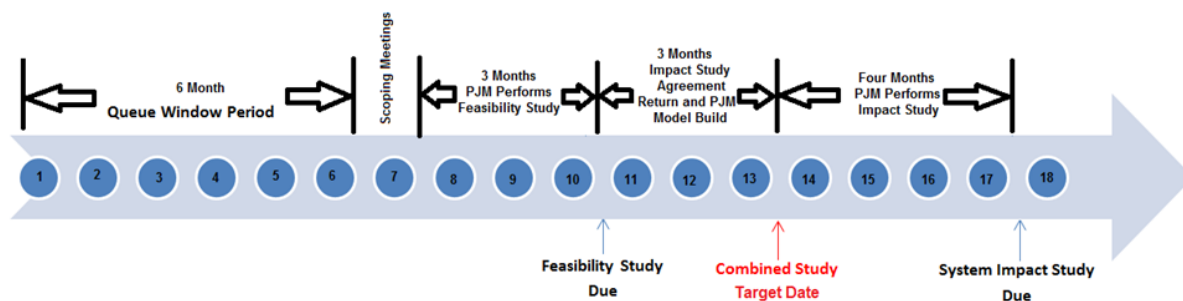 6 Month
Queue Window Period
Scoping Meetings
3 Months
PJM Performs
Feasibility Study
3 Months
Impact Study
Agreement
Return and PJM
Model Build
Four Months
PJM Performs
Impact Study
1 2 3 4 5 6 7 8 9 10 11 12 13 14 15 16 17 18
Feasibility Study
Due
Combined Study
Target Date
System Impact Study
Due